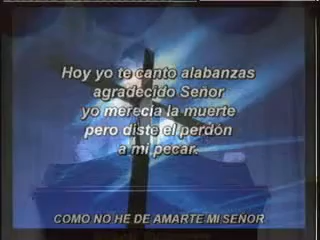 Hoy yo te canto alabanzas
agradecido Señor
yo merecia la muerte
pero diste el perdón
a mi pecar.
COMO NO HE DE AMARTE MI SEÑOR